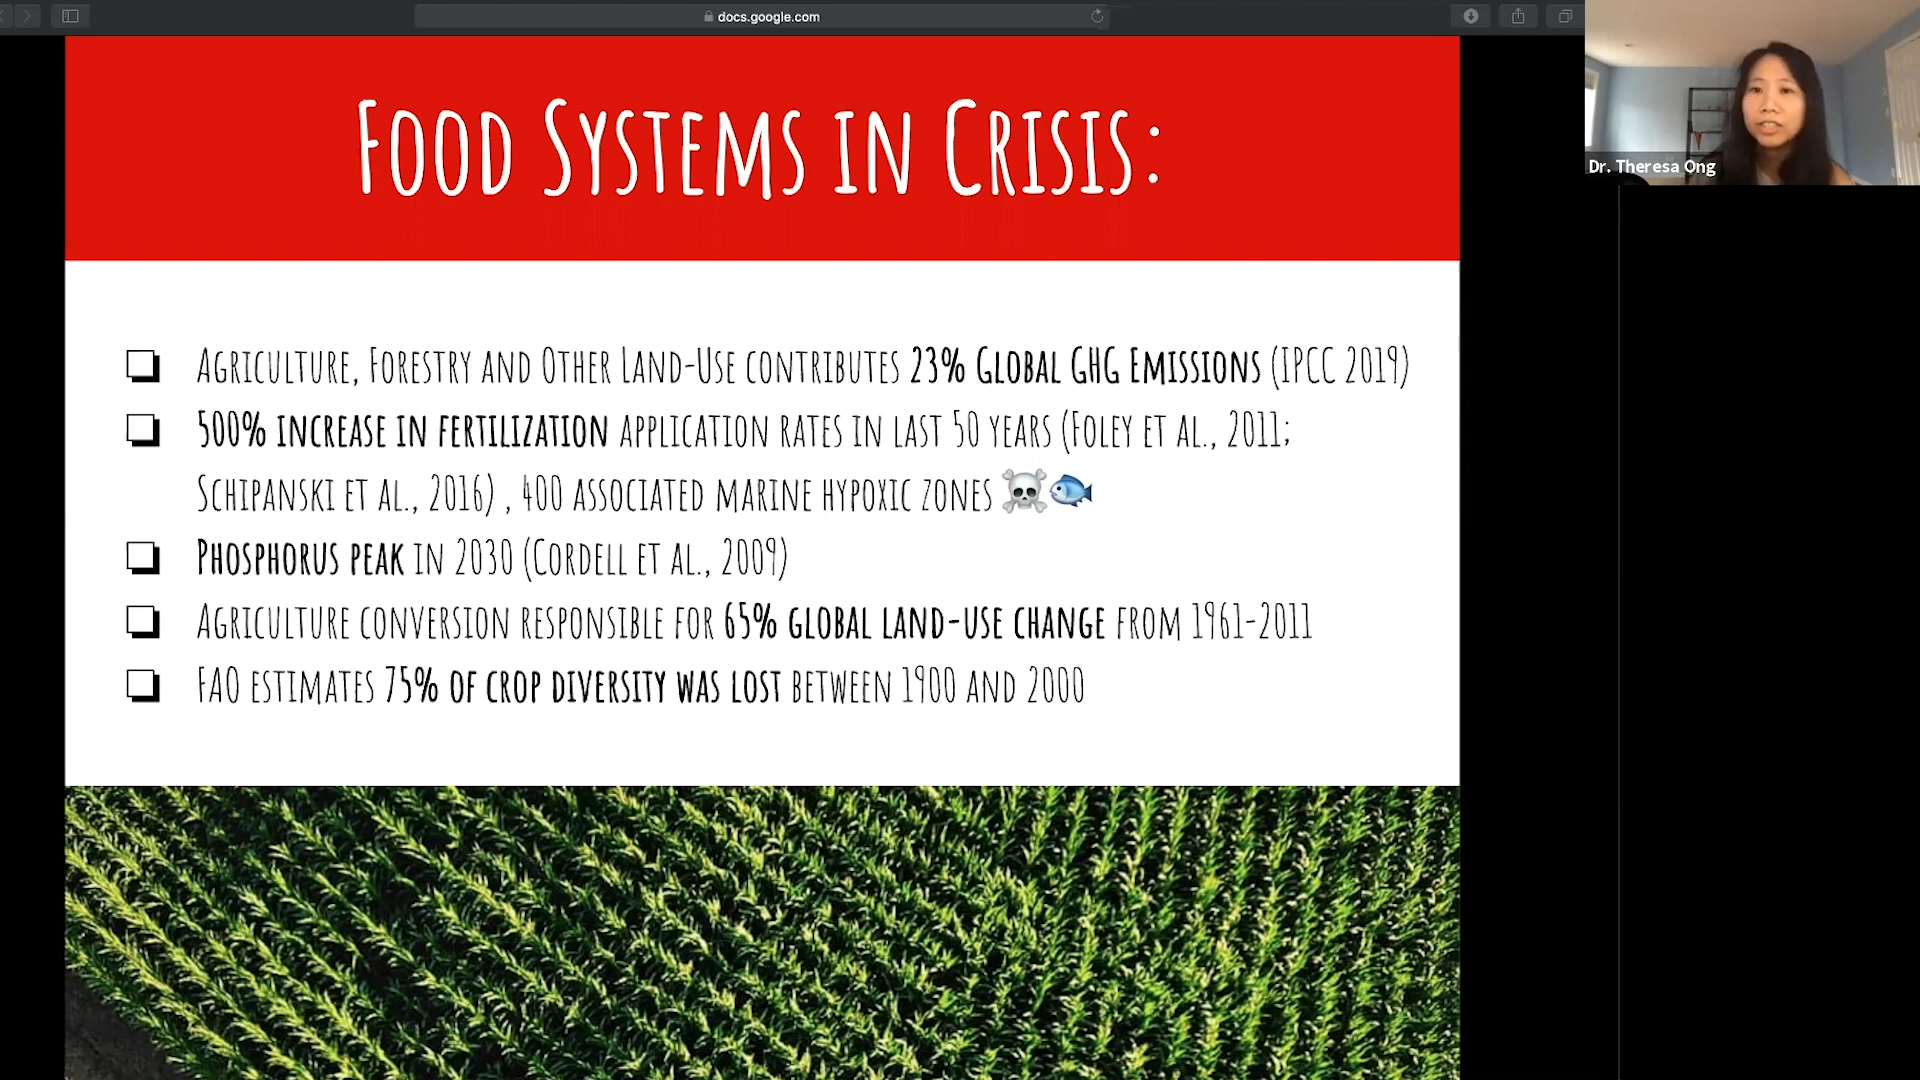 docs.google.com
Food Systems in Crisis:
Dr. Theresa Ong
Agriculture, Forestry and Other Land-Use contributes 23% Global GHG Emissions (IPCC 2019)
500% increase in fertilization application rates in last 50 years (Foley et al., 2011;
Schipanski et al., 2016) , 400 associated marine hypoxic zones ☠️🐟
Phosphorus peak in 2030 (Cordell et al., 2009)
Agriculture conversion responsible for 65% global land-use change from 1961-2011
FAO estimates 75% of crop diversity was lost between 1900 and 2000